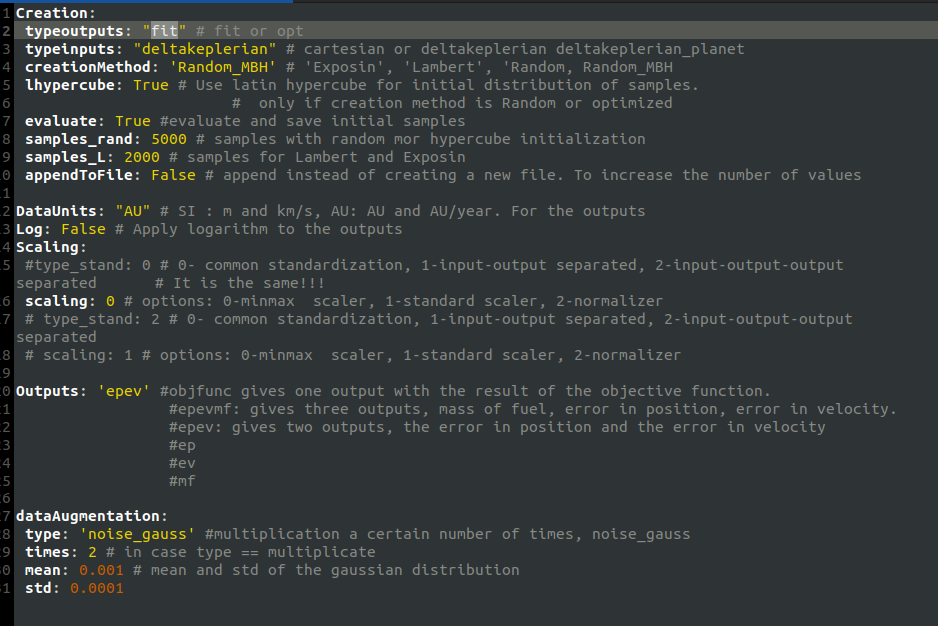 1 Creation:
2 typeoutputs: "fit" # fit or opt
3 typeinputs: "deltakeplerian" # cartesian or deltakeplerian deltakeplerian_planet
4 creationMethod: 'Random_MBH' # 'Exposin', 'Lambert', 'Random, Random_MBH
5 lhypercube: True # Use latin hypercube for initial distribution of samples.
6 # only if creation method is Random or optimized
7 evaluate: True #evaluate and save initial samples
8 samples_rand: 5000 # samples with random mor hypercube initialization
9 samples_L: 2000 # samples for Lambert and Exposin
0 appendToFile: False # append instead of creating a new file. To increase the number of values
1
2 DataUnits: "AU" # SI : m and km/s, AU: AU and AU/year. For the outputs
3 Log: False # Apply logarithm to the outputs
4 Scaling:
5 #type_stand: 0 # 0- common standardization, 1-input-output separated, 2-input-output-output
separated # It is the same!!!
6 scaling: 0 # options: 0-minmax scaler, 1-standard scaler, 2-normalizer
7 # type_stand: 2 # 0- common standardization, 1-input-output separated, 2-input-output-output
separated
8 # scaling: 1 # options: 0-minmax scaler, 1-standard scaler, 2-normalizer
9
0 Outputs: 'epev' #objfunc gives one output with the result of the objective function.
1 #epevmf: gives three outputs, mass of fuel, error in position, error in velocity.
2 #epev: gives two outputs, the error in position and the error in velocity
3 #ep
4 #ev
5 #mf
6
7 dataAugmentation:
8 type: 'noise_gauss' #multiplication a certain number of times, noise_gauss
9 times: 2 # in case type == multiplicate
0 mean: 0.001 # mean and std of the gaussian distribution
1 std: 0.0001